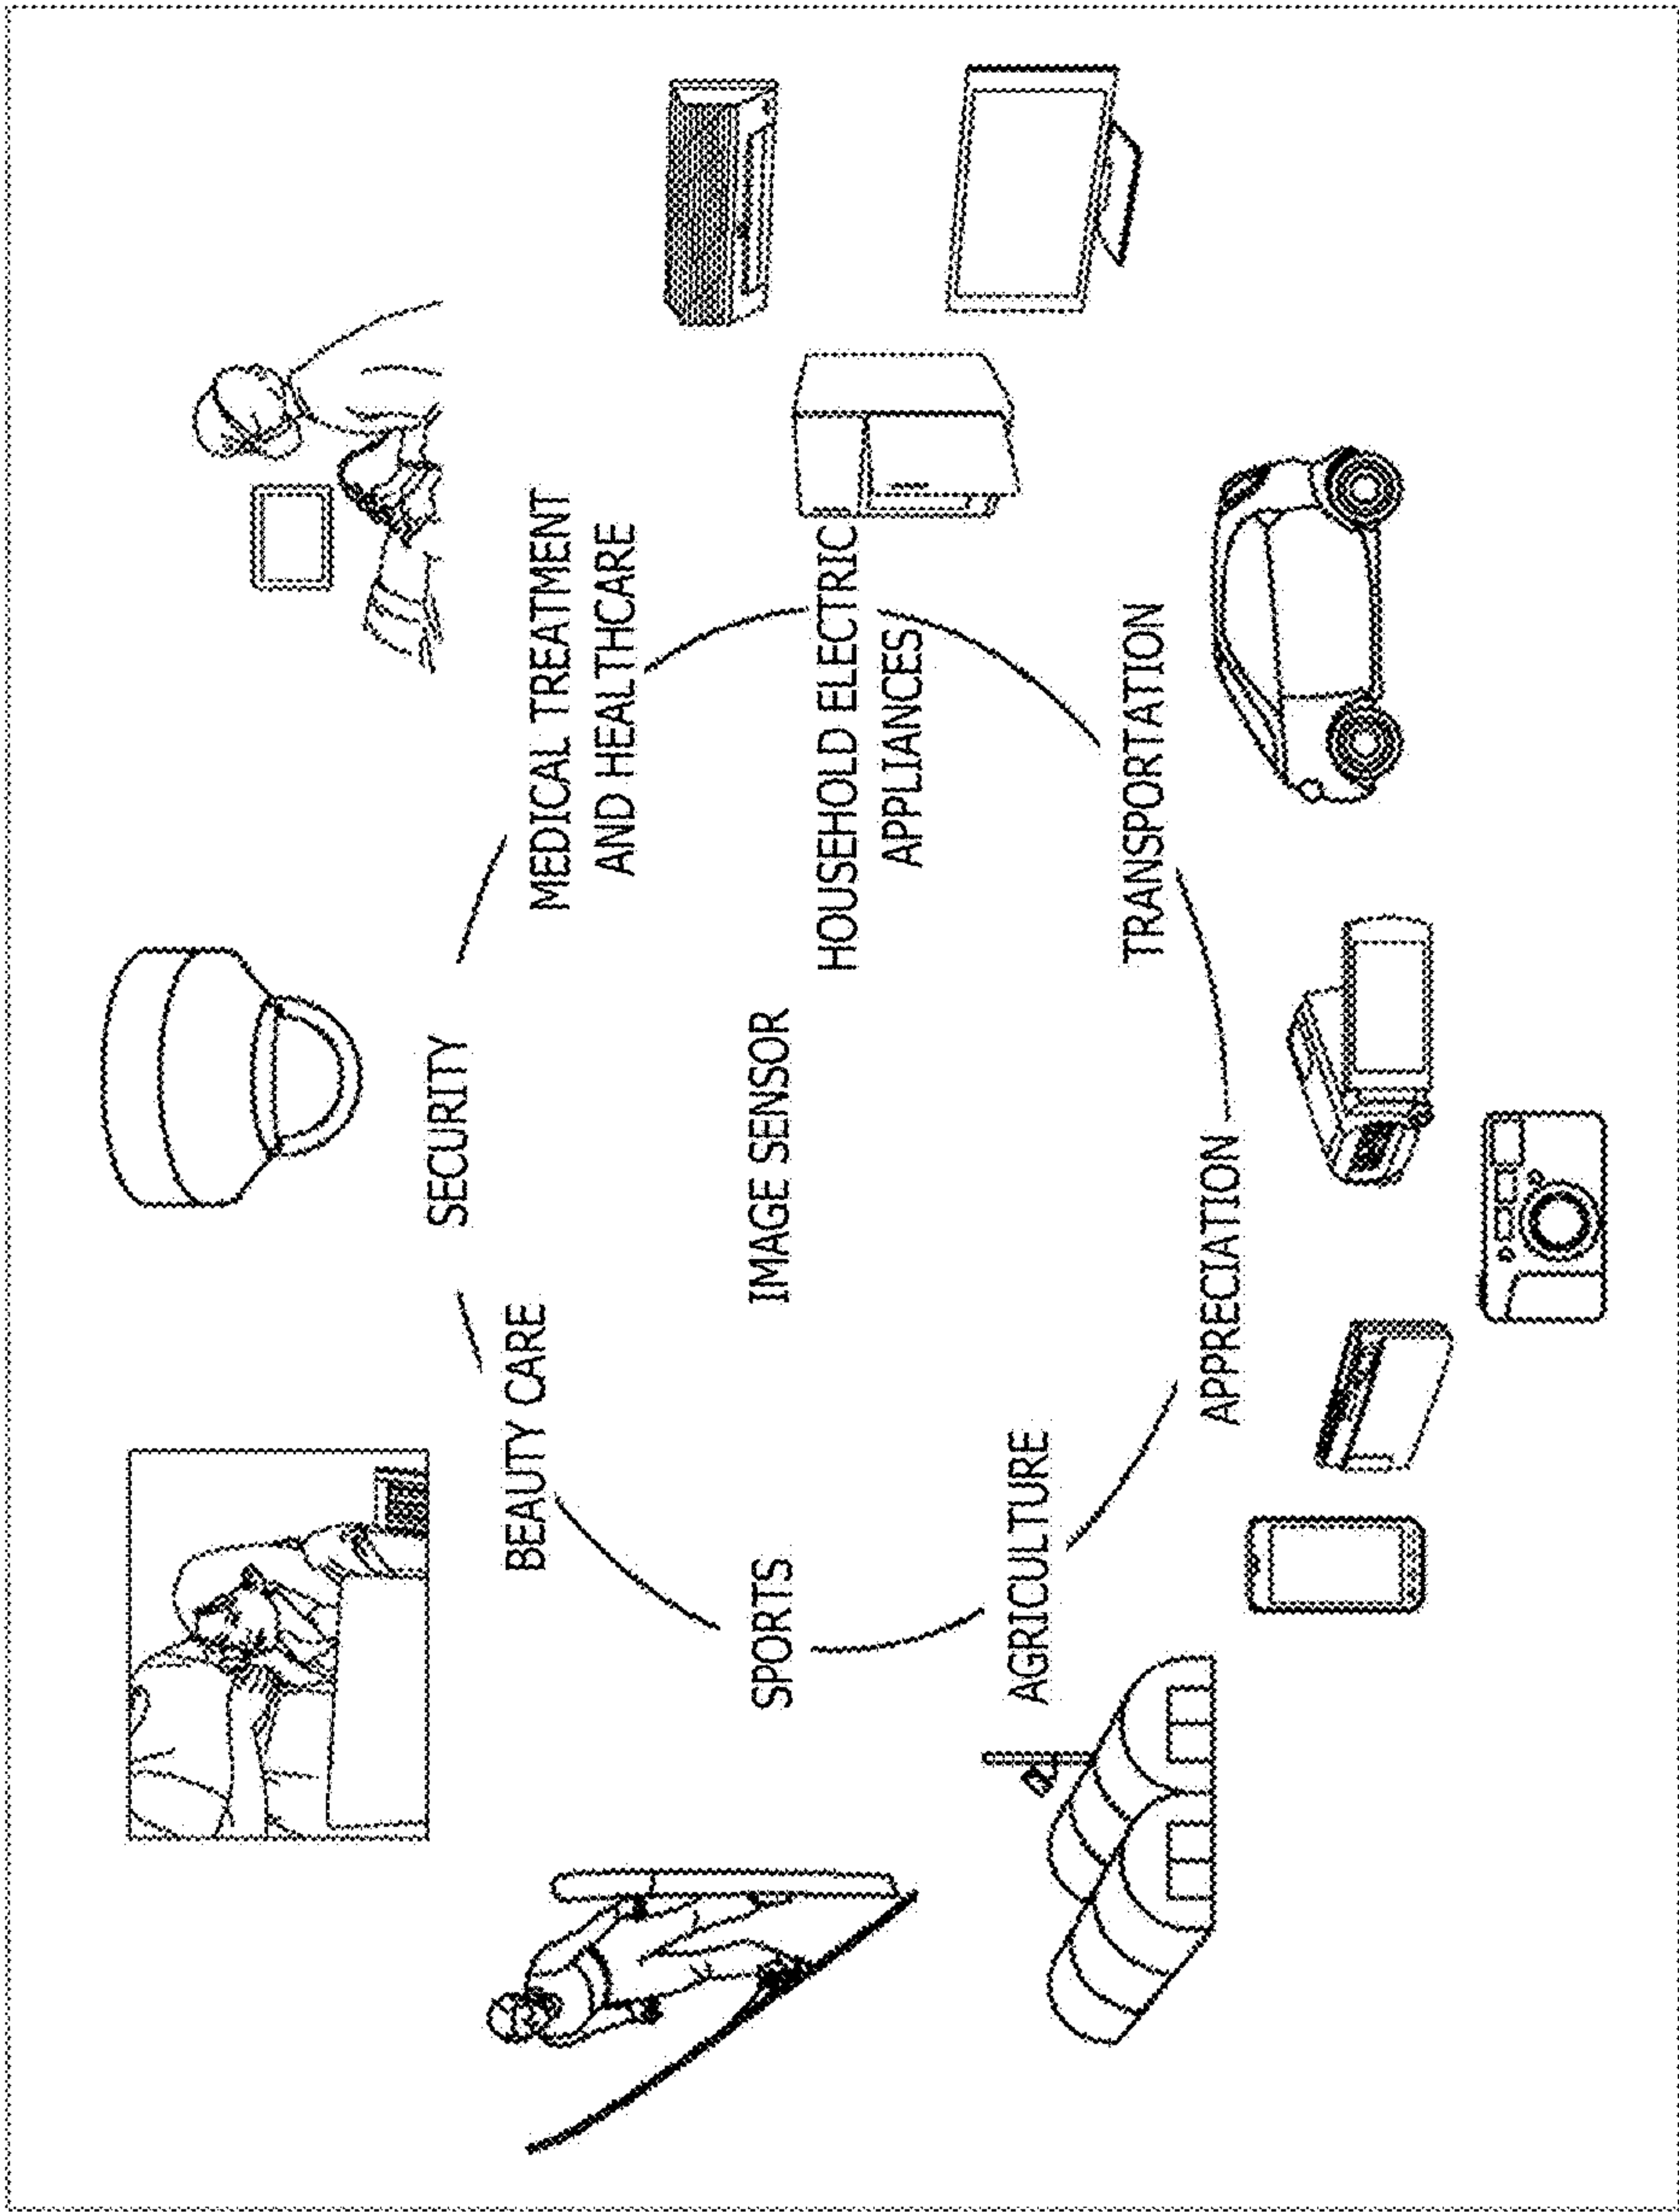 SECURITY
BEAUTY CARE
MEDICAL TREATMENT
AND HEALTHCARE
SPORTS
IMAGE SENSOR
HOUSEHOLD ELECTRIC
APPLIANCES
AGRICULTURE
TRANSPORTATION
APPRECIATION